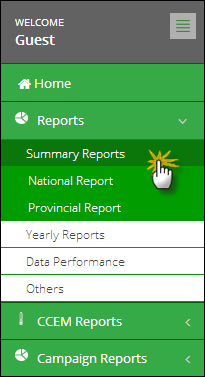 WELCOME
Guest
Home
Reports
Summary Reports
National Report
Provincial Report
Yearly Reports
Data Performance
Others
CCEM Reports
Campaign Reports